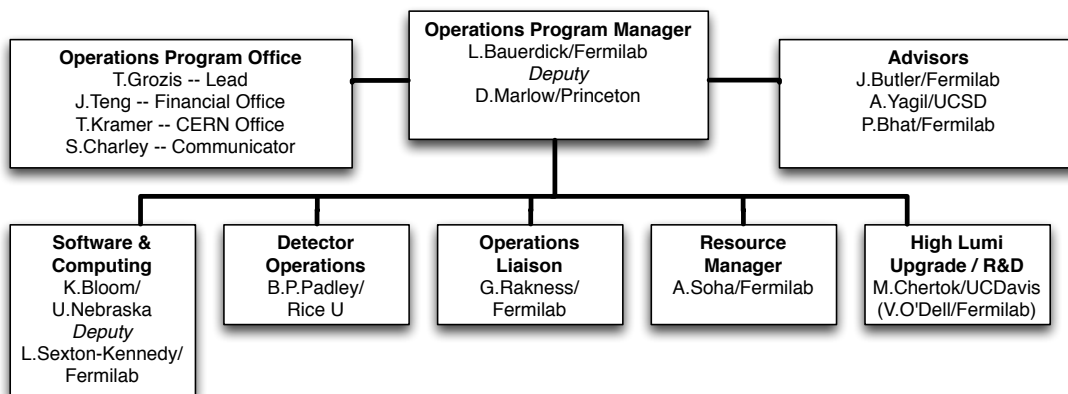 Operations Program Office
T.Grozis -- Lead
J.Teng -- Financial Office
T.Kramer -- CERN Office
S.Charley -- Communicator
Operations Program Manager
L.Bauerdick/Fermilab
Deputy
D.Marlow/Princeton
Advisors
J.Butler/Fermilab
A.Yagil/UCSD
P.Bhat/Fermilab
Software &
Computing
K.Bloom/
U.Nebraska
Deputy
L.Sexton-Kennedy/
Fermilab
Detector
Operations
B.P.Padley/
Rice U
Operations
Liaison
G.Rakness/
Fermilab
Resource
Manager
A.Soha/Fermilab
High Lumi
Upgrade / R&D
M.Chertok/UCDavis
(V.O'Dell/Fermilab)